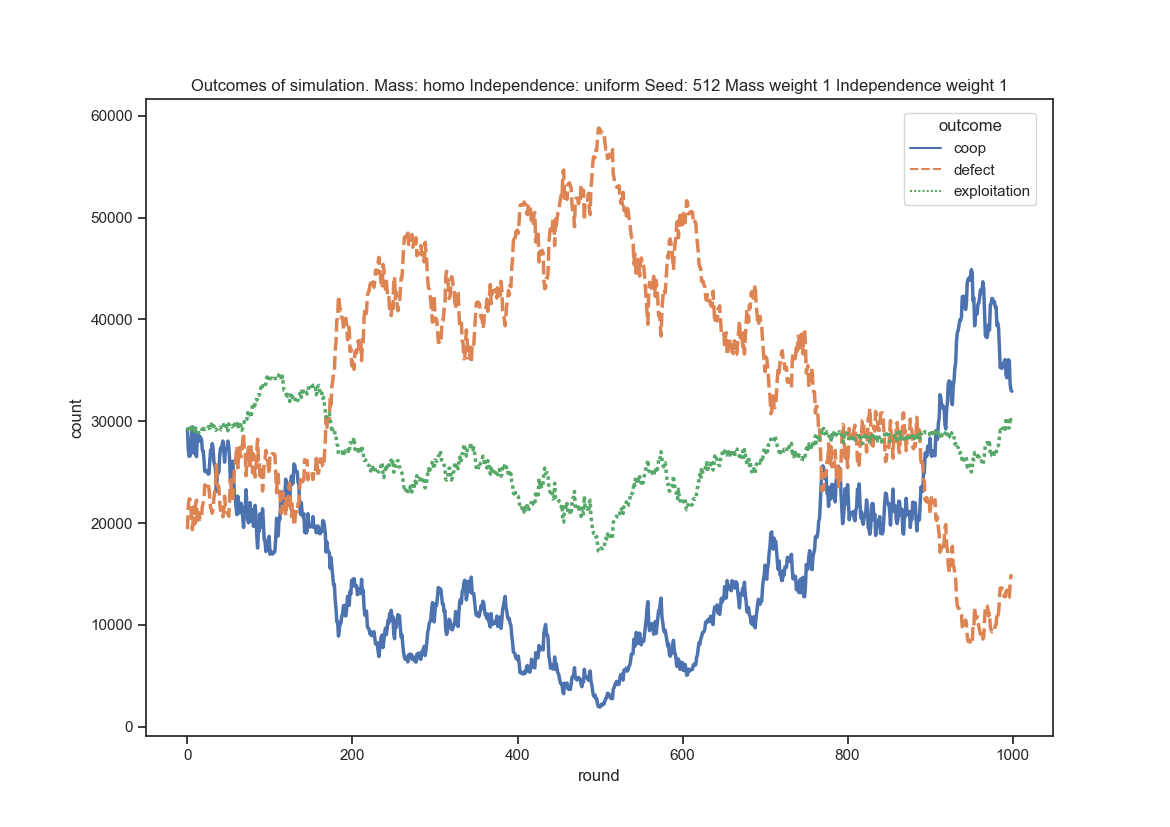 Outcomes of simulation. Mass: homo Independence: uniform Seed: 512 Mass weight 1 Independence weight 1
outcome
coop
defect
exploitation
count
60000
50000
40000
30000
20000
10000
0
0 200 400 600 800 1000
round